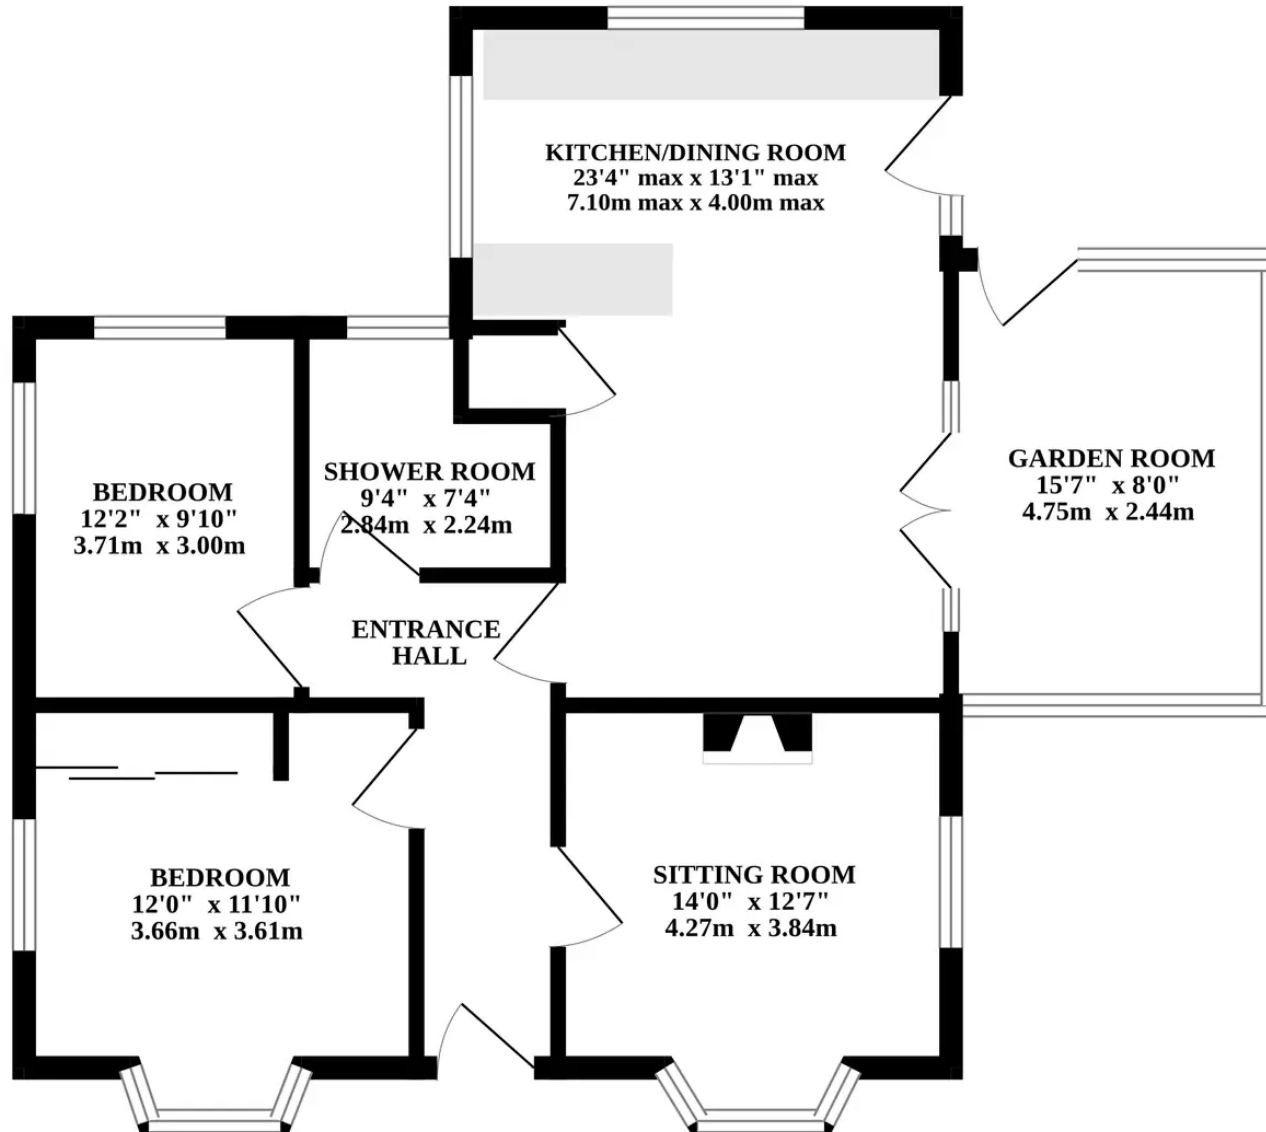 KITCHEN/DINING ROOM
23'4" max x 13'1" max
7.10m max x 4.00m max
SHOWER ROOM
9'4" x 7'4"
2.84m x 2.24m
BEDROOM
12'2" x 9'10"
3.71m x 3.00m
GARDEN ROOM
15'7" x 8'0"
4.75m x 2.44m
ENTRANCE
HALL
BEDROOM
12'0" x 11'10"
3.66m x 3.61m
SITTING ROOM
14'0" x 12'7"
4.27m x 3.84m